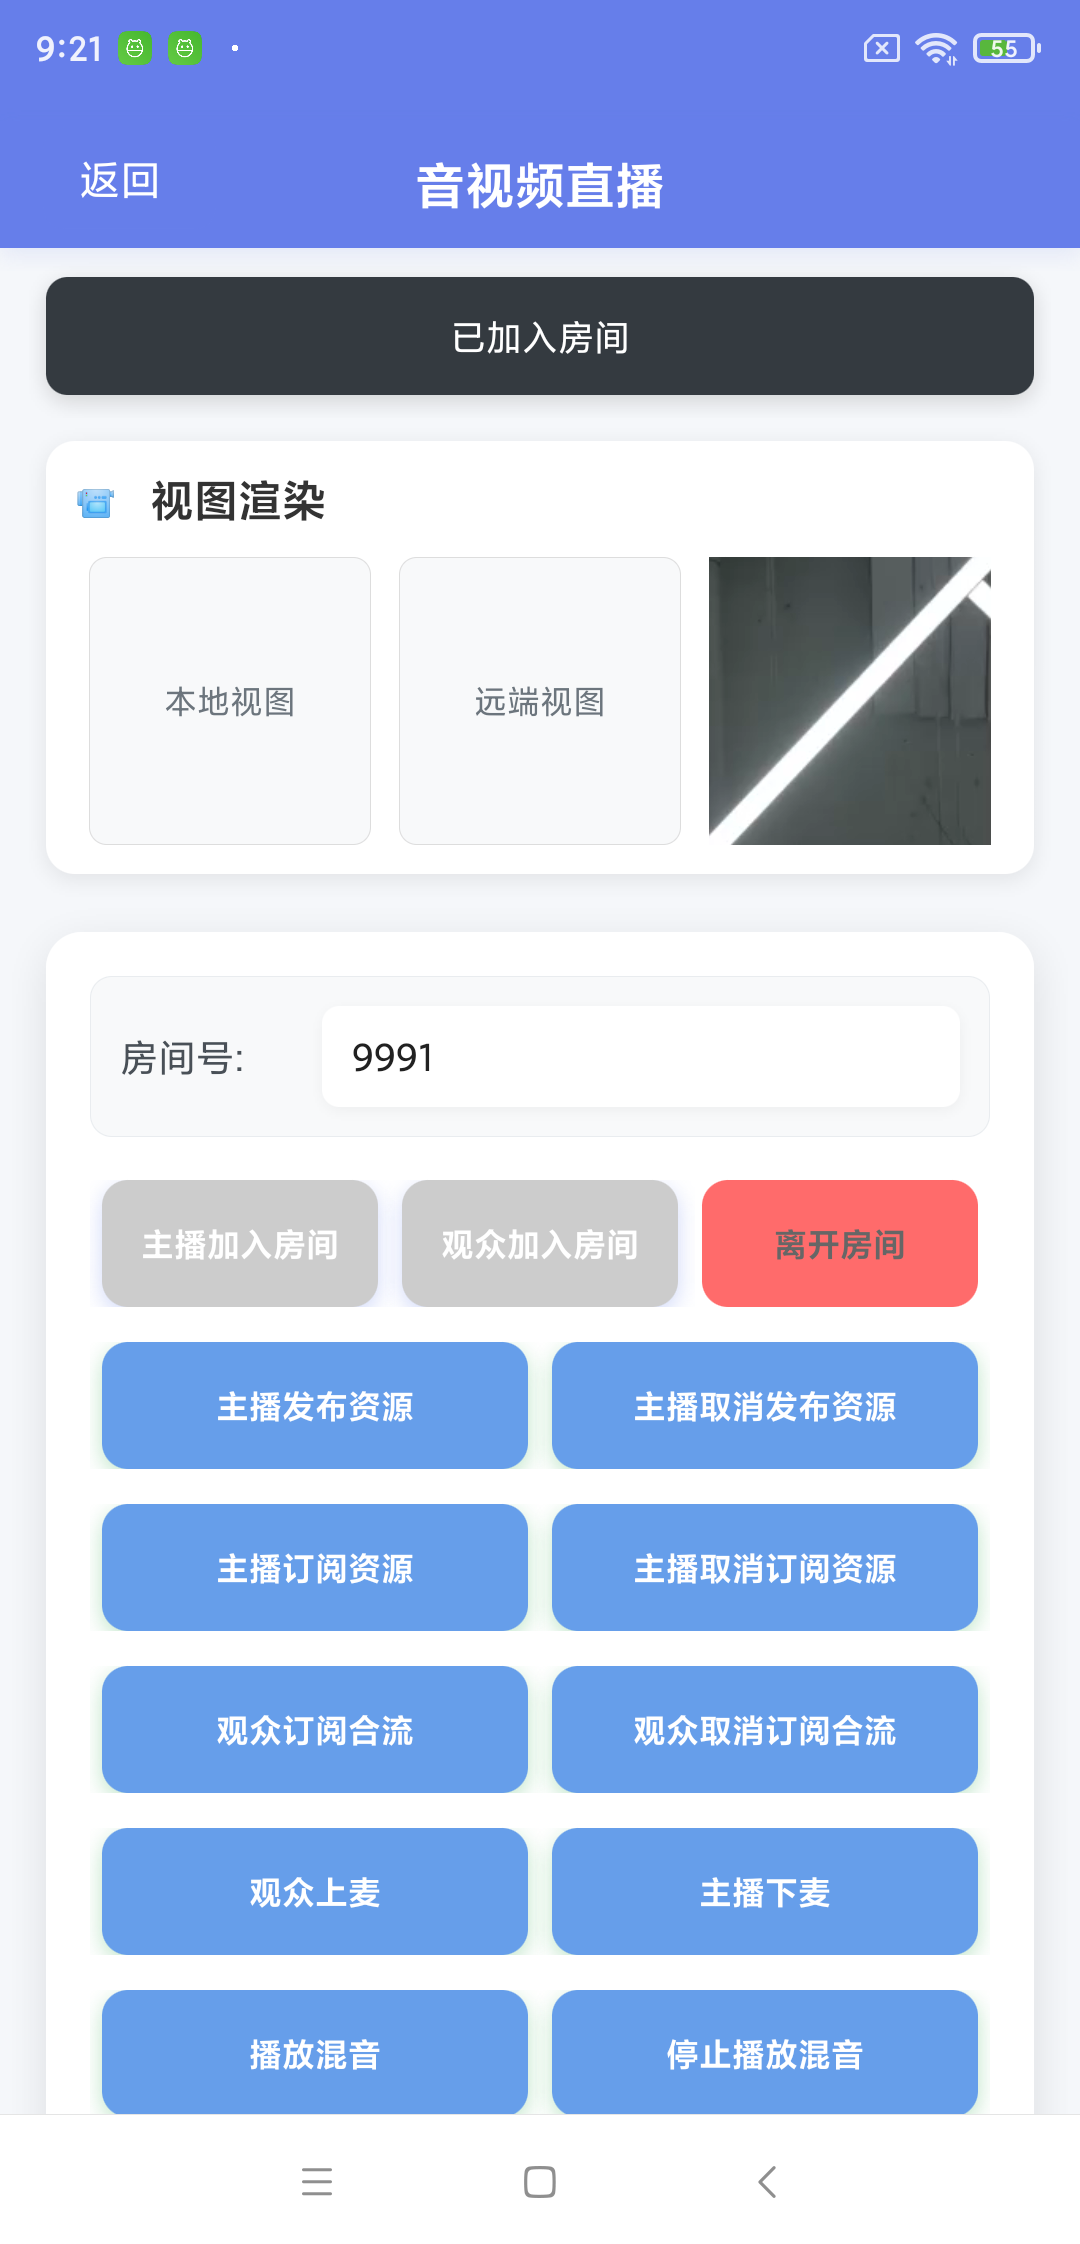 9:21
55
返回
音视频直播
已加入房间
视图渲染
本地视图
远端视图
房间号:
9991
主播加入房间
观众加入房间
离开房间
主播发布资源
主播取消发布资源
主播订阅资源
主播取消订阅资源
观众订阅合流
观众取消订阅合流
观众上麦
主播下麦
播放混音
停止播放混音